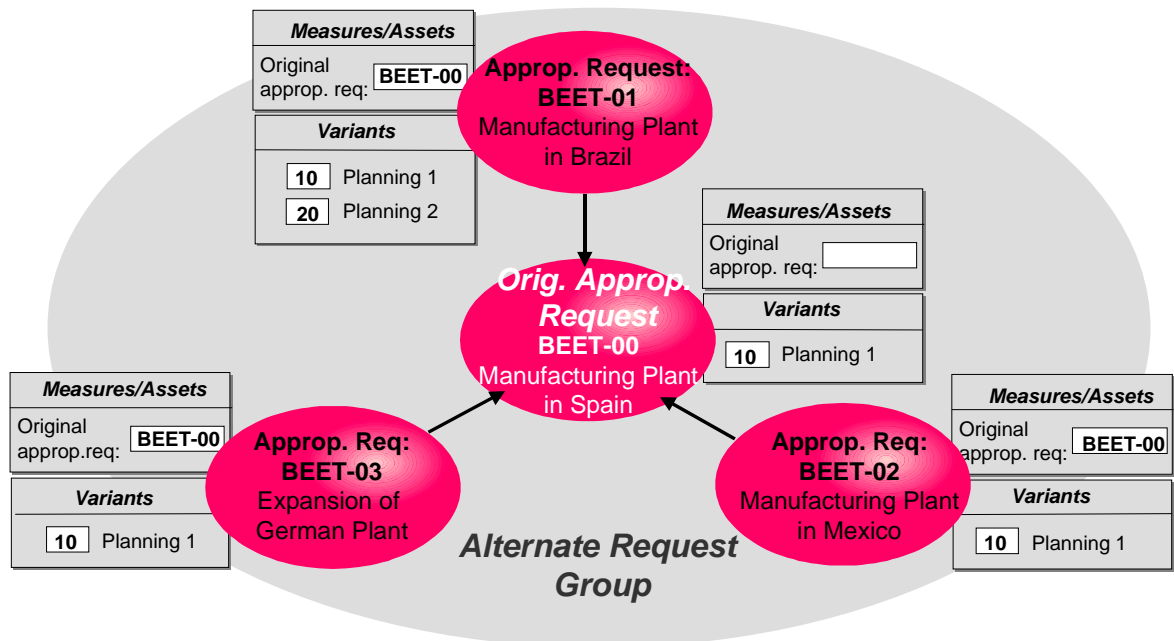 Measures/Assets
Original
approp. req:
BEET-00
Variants
10 Planning 1
20 Planning 2
Approp. Request:
BEET-01
Manufacturing Plant
in Brazil
Measures/Assets
Original
approp. req:
Variants
10 Planning 1
Orig. Approp.
Request
BEET-00
Manufacturing Plant
in Spain
Measures/Assets
Original
approp.req:
BEET-00
Variants
10 Planning 1
Approp. Req:
BEET-03
Expansion of
German Plant
Approp. Req:
BEET-02
Manufacturing Plant
in Mexico
Measures/Assets
Original
approp. req:
BEET-00
Variants
10 Planning 1
Alternate Request
Group